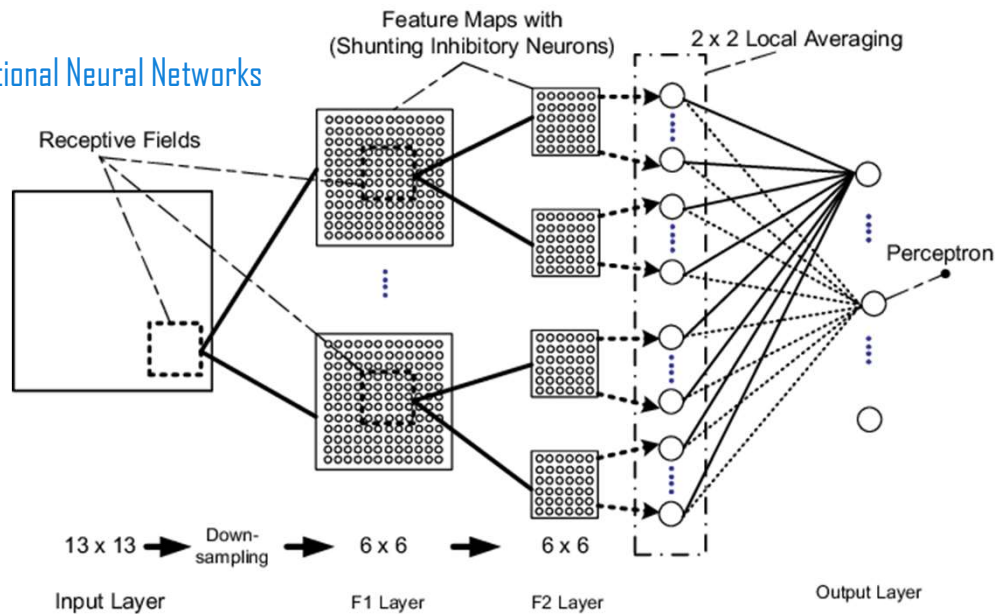 Feature Maps with
(Shunting Inhibitory Neurons)
2 x 2 Local Averaging
Neural Networks
Receptive Fields
Perceptron
13 x 13
Down-
sampling
6 x 6
6 x 6
Input Layer
F1 Layer
F2 Layer
Output Layer